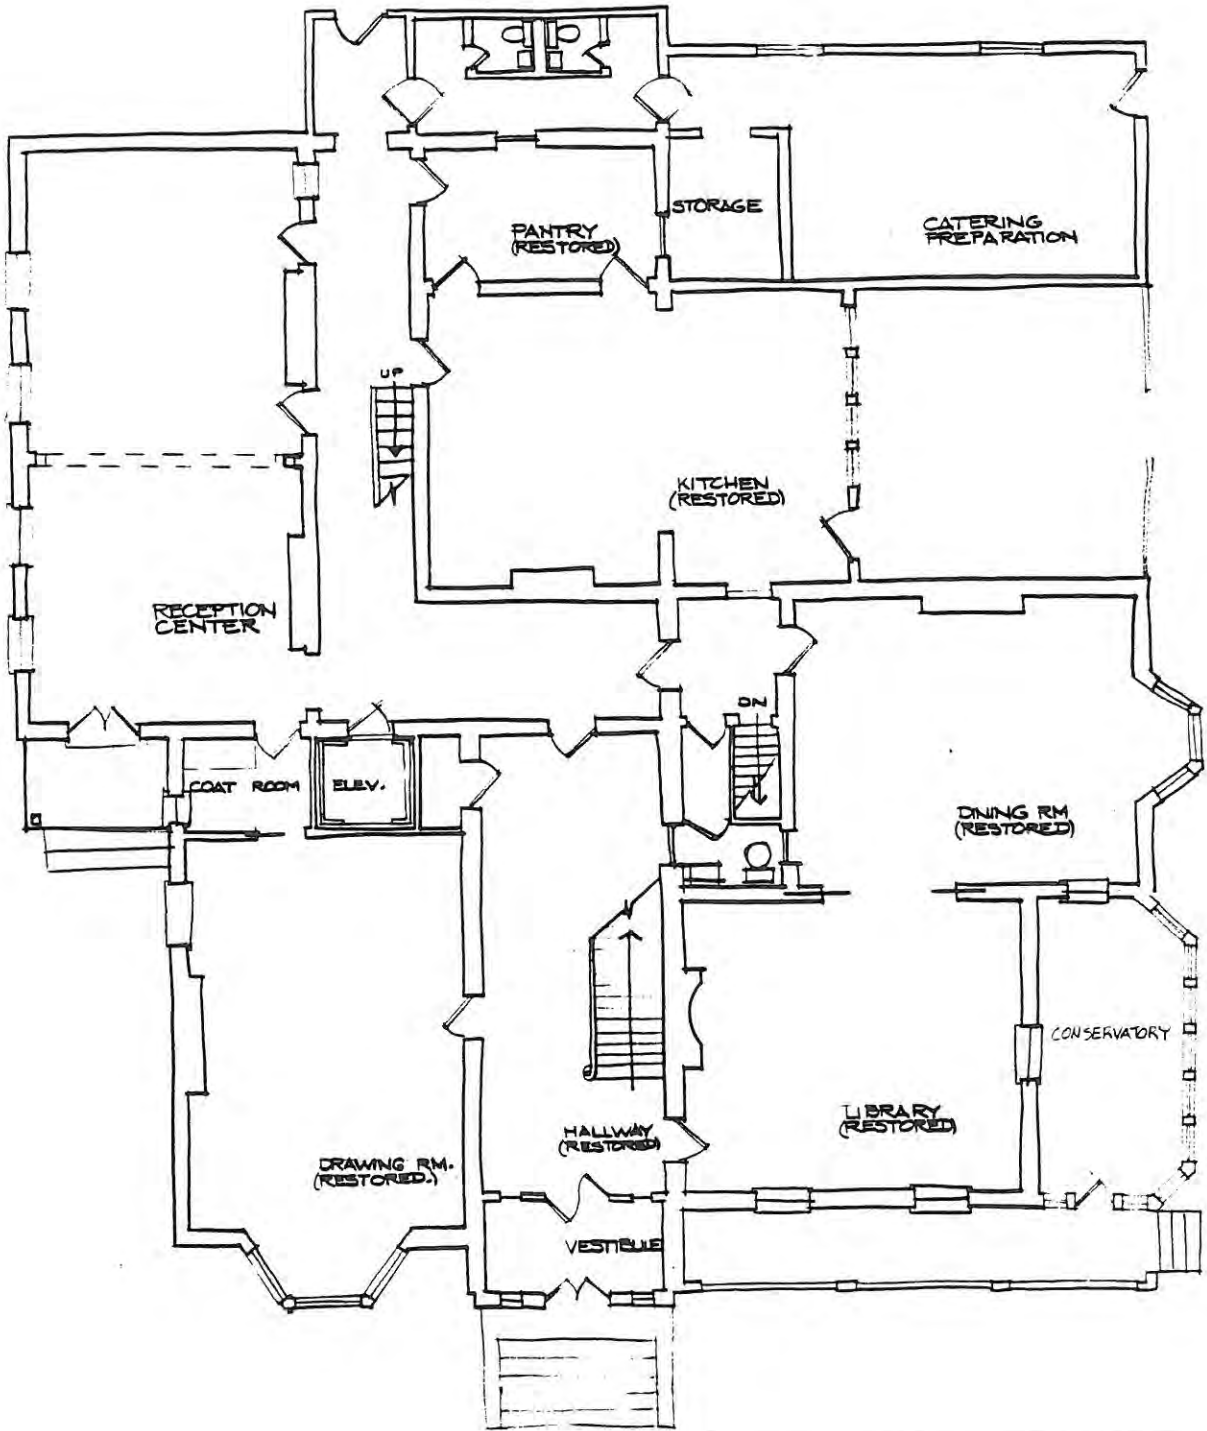 STORAGE
PANTRY
(RESTORED)
CATERING
PREPARATION
UP
KITCHEN
(RESTORED)
RECEPTION
CENTER
DN
COAT ROOM
ELEV.
DINING RM
(RESTORED)
CONSERVATORY
LIBRARY
(RESTORED)
HALLWAY
(RESTORED)
DRAWING RM.
(RESTORED.)
VESTIBULE